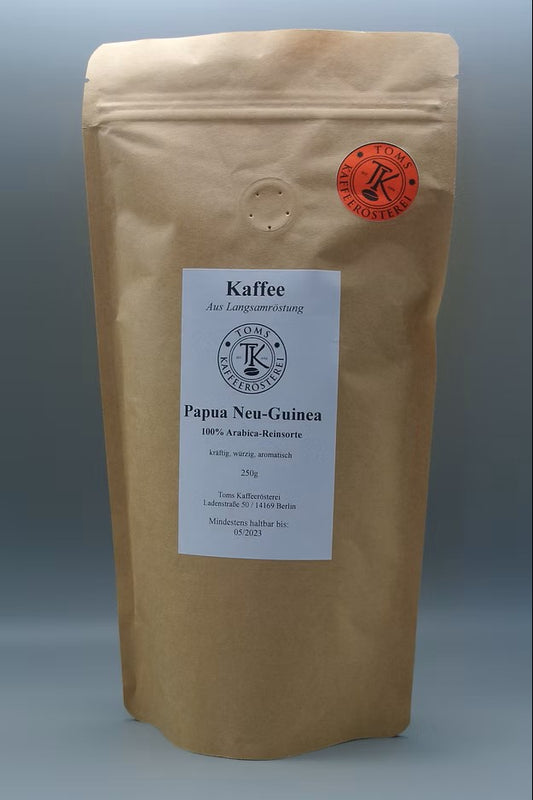 TOMS
TK
KAFFEERÖSTEREI
Kaffee
Aus Langsamröstung
TOMS
TK
KAFFEERÖSTEREI
Papua Neu-Guinea
100% Arabica-Reinsorte
kräftig, würzig, aromatisch
250g
Toms Kaffeerösterei
Ladenstraße 50 / 14169 Berlin
Mindestens haltbar bis:
05/2023